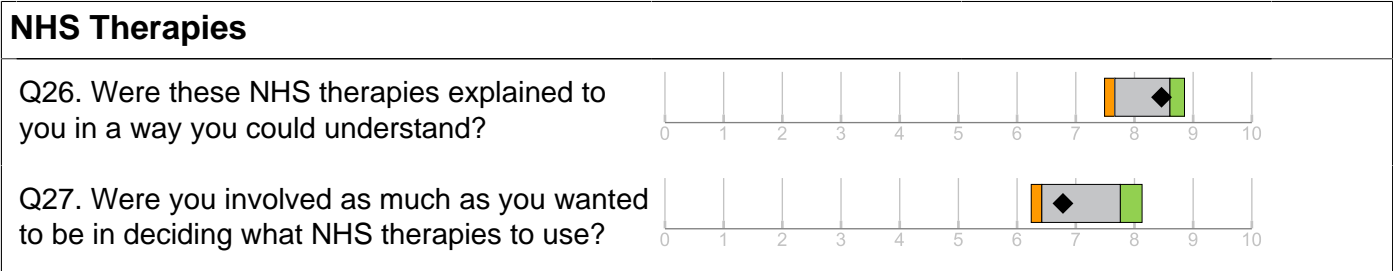 NHS Therapies
Q26. Were these NHS therapies explained to
you in a way you could understand?
0 1 2 3 4 5 6 7 8 9 10
Q27. Were you involved as much as you wanted
to be in deciding what NHS therapies to use?
0 1 2 3 4 5 6 7 8 9 10